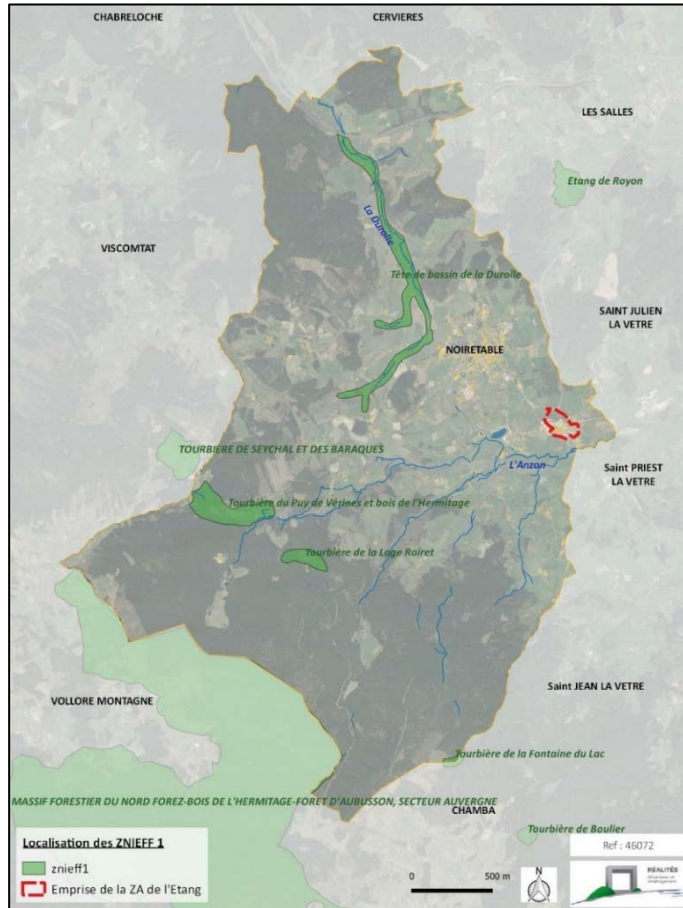 CHABRELOCHE
CERVIERES
LES SALLES
Etang de Royon
VISCOMTAT
La Durolle
Tête de bassin de la Durolle
SAINT JULIEN
LA VETRE
NOIRETABLE
TOURBIÈRE DE SEYCHAL ET DES BARAQUES
L'Anzon
Saint PRIEST
LA VETRE
Tourbière du Puy de Vérines et bois de l'Hermitage
Tourbière de la Loge Roiret
VOLLORE MONTAGNE
Saint JEAN LA VETRE
Tourbière de la Fontaine du Lac
MASSIF FORESTIER DU NORD FOREZ-BOIS DE L'HERMITAGE-FORET D'AUBUSSON, SECTEUR AUVERGNE
CHAMBA
Tourbière de Boulier
Localisation des ZNIEFF 1
znieff1
Emprise de la ZA de l'Etang
0 500 m
N
Ref : 46072
RÉALITÉS